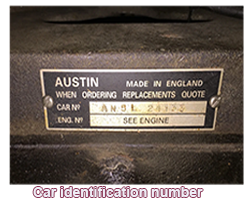 AUSTIN MADE IN ENGLAND
WHEN ORDERING REPLACEMENTS QUOTE
CAR Nº
ENG. Nº SEE ENGINE
Car identification number